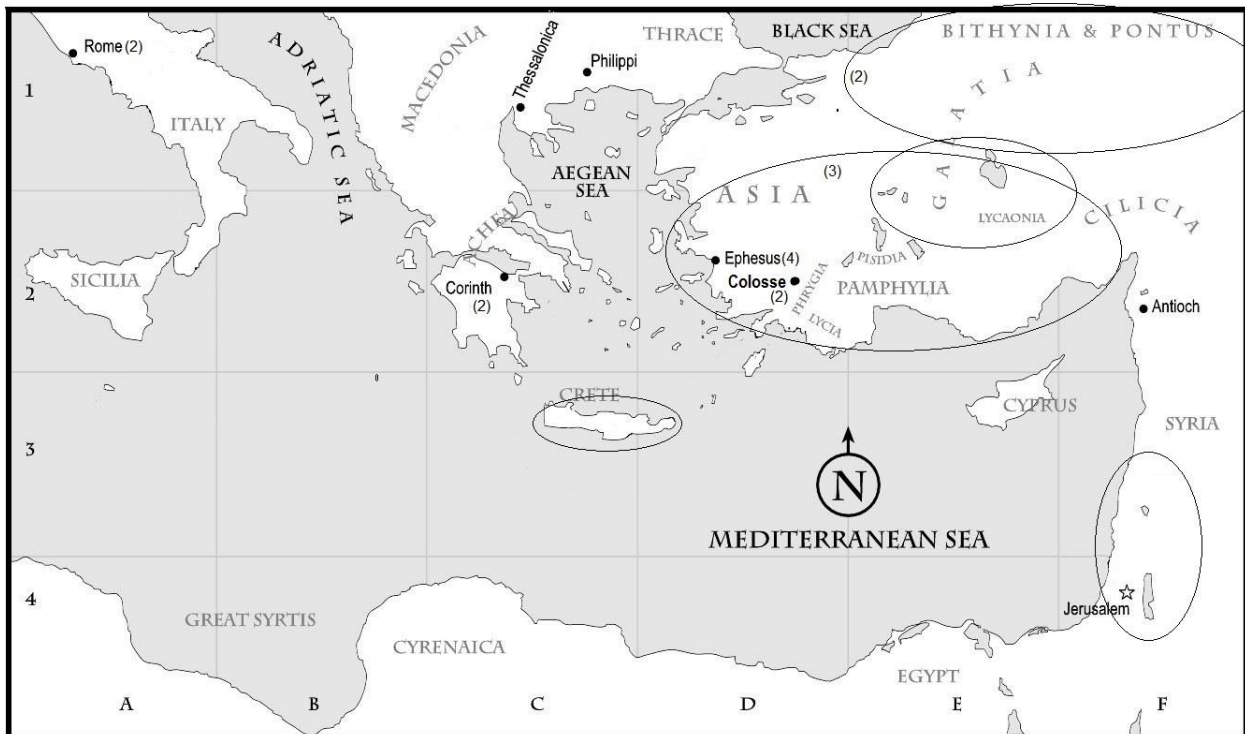 Rome (2)
ADRIATIC SEA
MACEDONIA
Thessalonica
Philippi
THRACE
BLACK SEA
BITHYNIA & PONTUS
(2)
1
ITALY
AEGEAN
SEA
ASIA
(3)
GALATIA
LYCAONIA
CILICIA
ACHEA
SICILIA
2
Corinth
(2)
Ephesus(4)
Colosse
(2)
PHRYGIA
LYCIA
PISIDIA
PAMPHYLIA
Antioch
CRETE
CYPRUS
SYRIA
3
N
MEDITERRANEAN SEA
4
GREAT SYRTIS
CYRENAICA
EGYPT
Jerusalem
A B C D E F